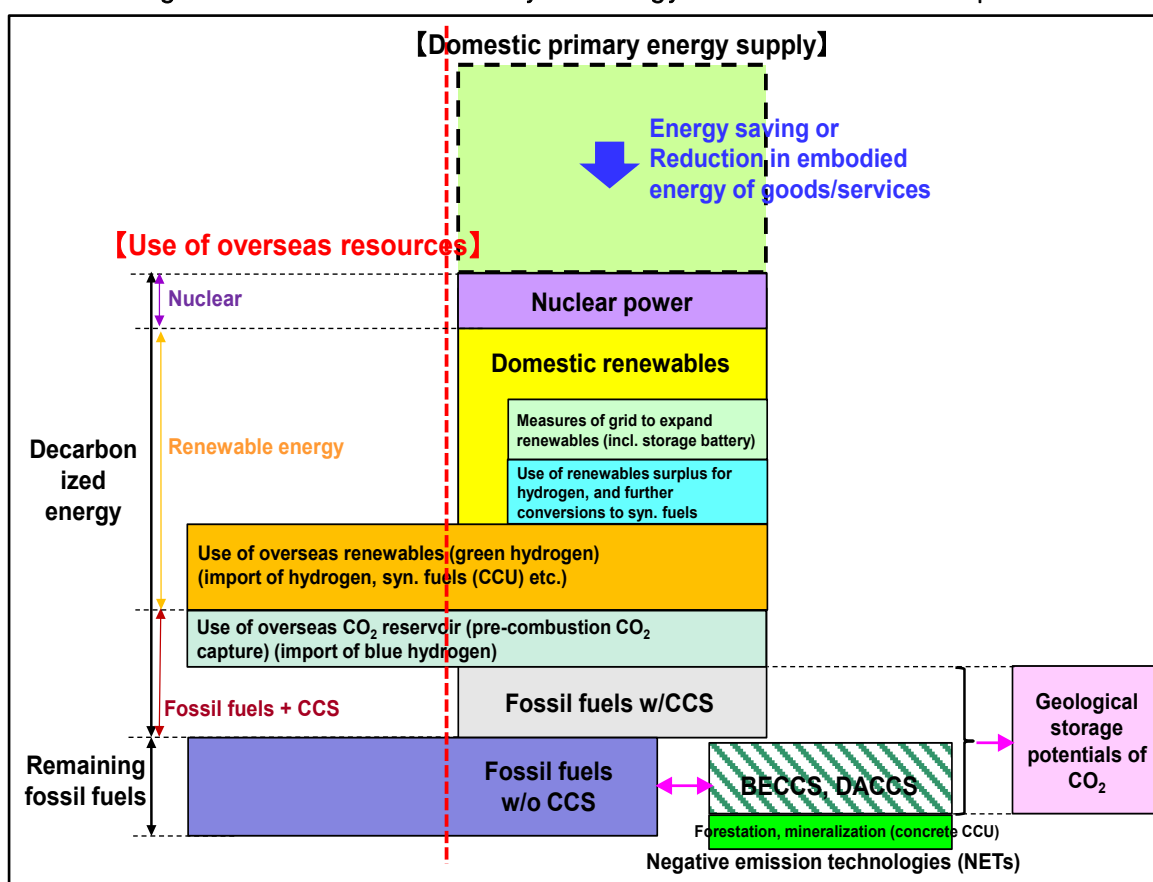 【Domestic primary energy supply】
Energy saving or
Reduction in embodied
energy of goods/services
【Use of overseas resources】
Nuclear
Nuclear power
Domestic renewables
Measures of grid to expand
renewables (incl. storage battery)
Renewable energy
Decarbon
ized
energy
Use of renewables surplus for
hydrogen, and further
conversions to syn. fuels
Use of overseas renewables (green hydrogen)
(import of hydrogen, syn. fuels (CCU) etc.)
Use of overseas CO₂ reservoir (pre-combustion CO₂
capture) (import of blue hydrogen)
Fossil fuels + CCS
Fossil fuels w/CCS
Geological
storage
potentials of
CO₂
Remaining
fossil fuels
Fossil fuels
w/o CCS
BECCS, DACCS
Forestation, mineralization (concrete CCU)
Negative emission technologies (NETs)